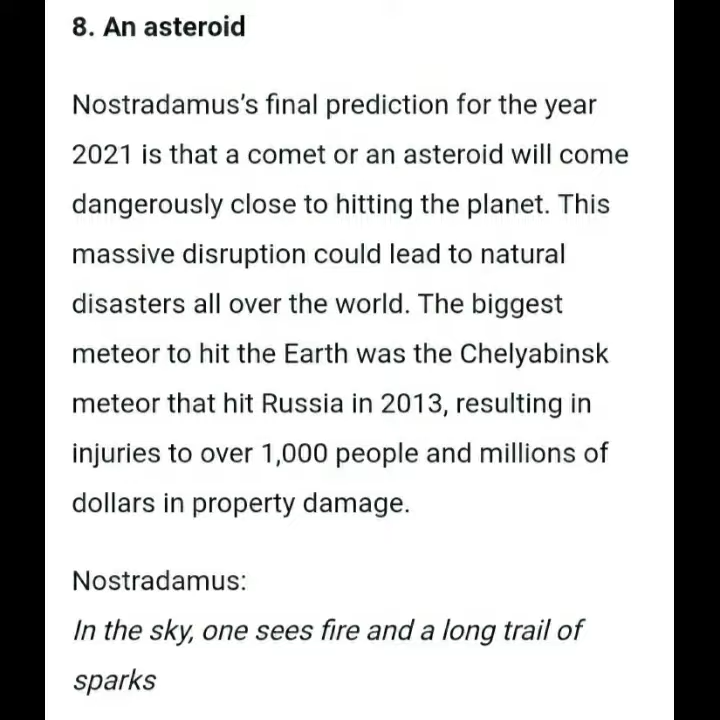 8. An asteroid
Nostradamus's final prediction for the year
2021 is that a comet or an asteroid will come
dangerously close to hitting the planet. This
massive disruption could lead to natural
disasters all over the world. The biggest
meteor to hit the Earth was the Chelyabinsk
meteor that hit Russia in 2013, resulting in
injuries to over 1,000 people and millions of
dollars in property damage.
Nostradamus:
In the sky, one sees fire and a long trail of
sparks